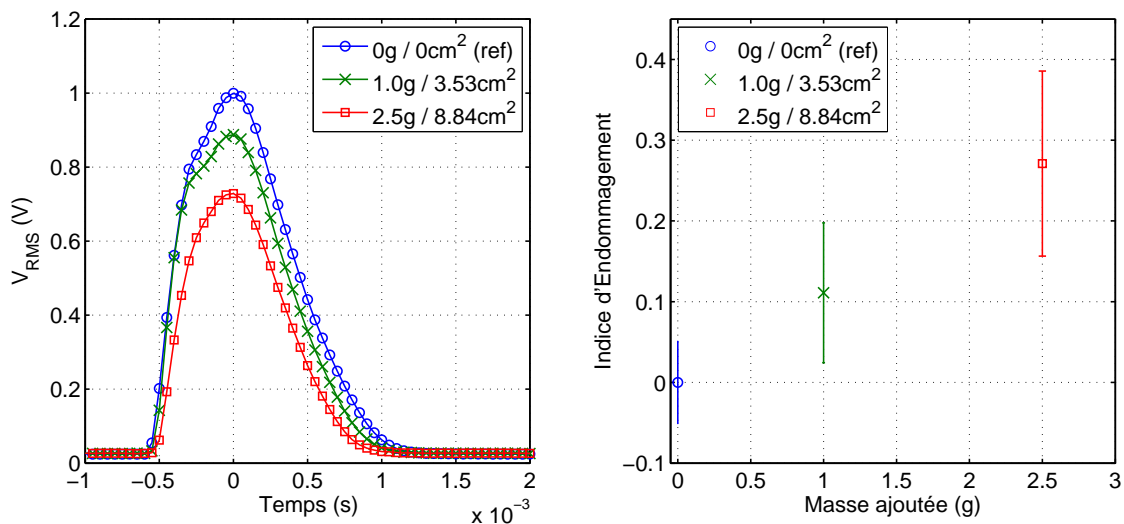 1.2
1
0.8
0.6
0.4
0.2
0
−1
−0.5
0
0.5
1
1.5
2
x 10⁻³
Temps (s)
V_RMS (V)
0g / 0cm² (ref)
1.0g / 3.53cm²
2.5g / 8.84cm²
0.4
0.3
0.2
0.1
0
−0.1
0
0.5
1
1.5
2
2.5
3
Masse ajoutée (g)
Indice d'Endommagement
0g / 0cm² (ref)
1.0g / 3.53cm²
2.5g / 8.84cm²